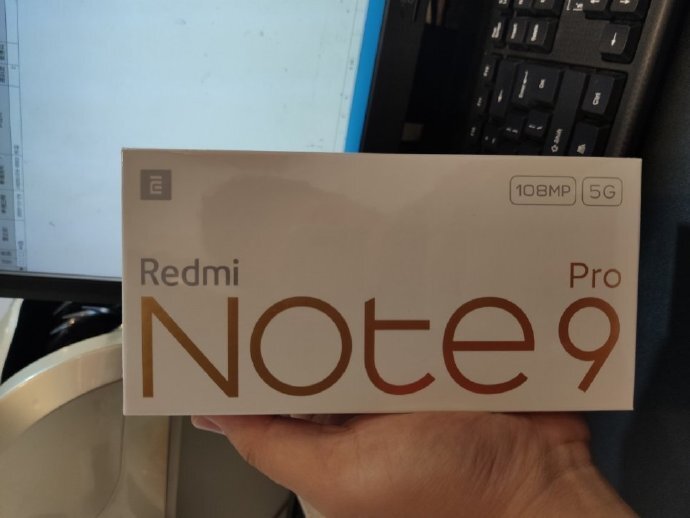 108MP 5G
Redmi Pro
Note 9